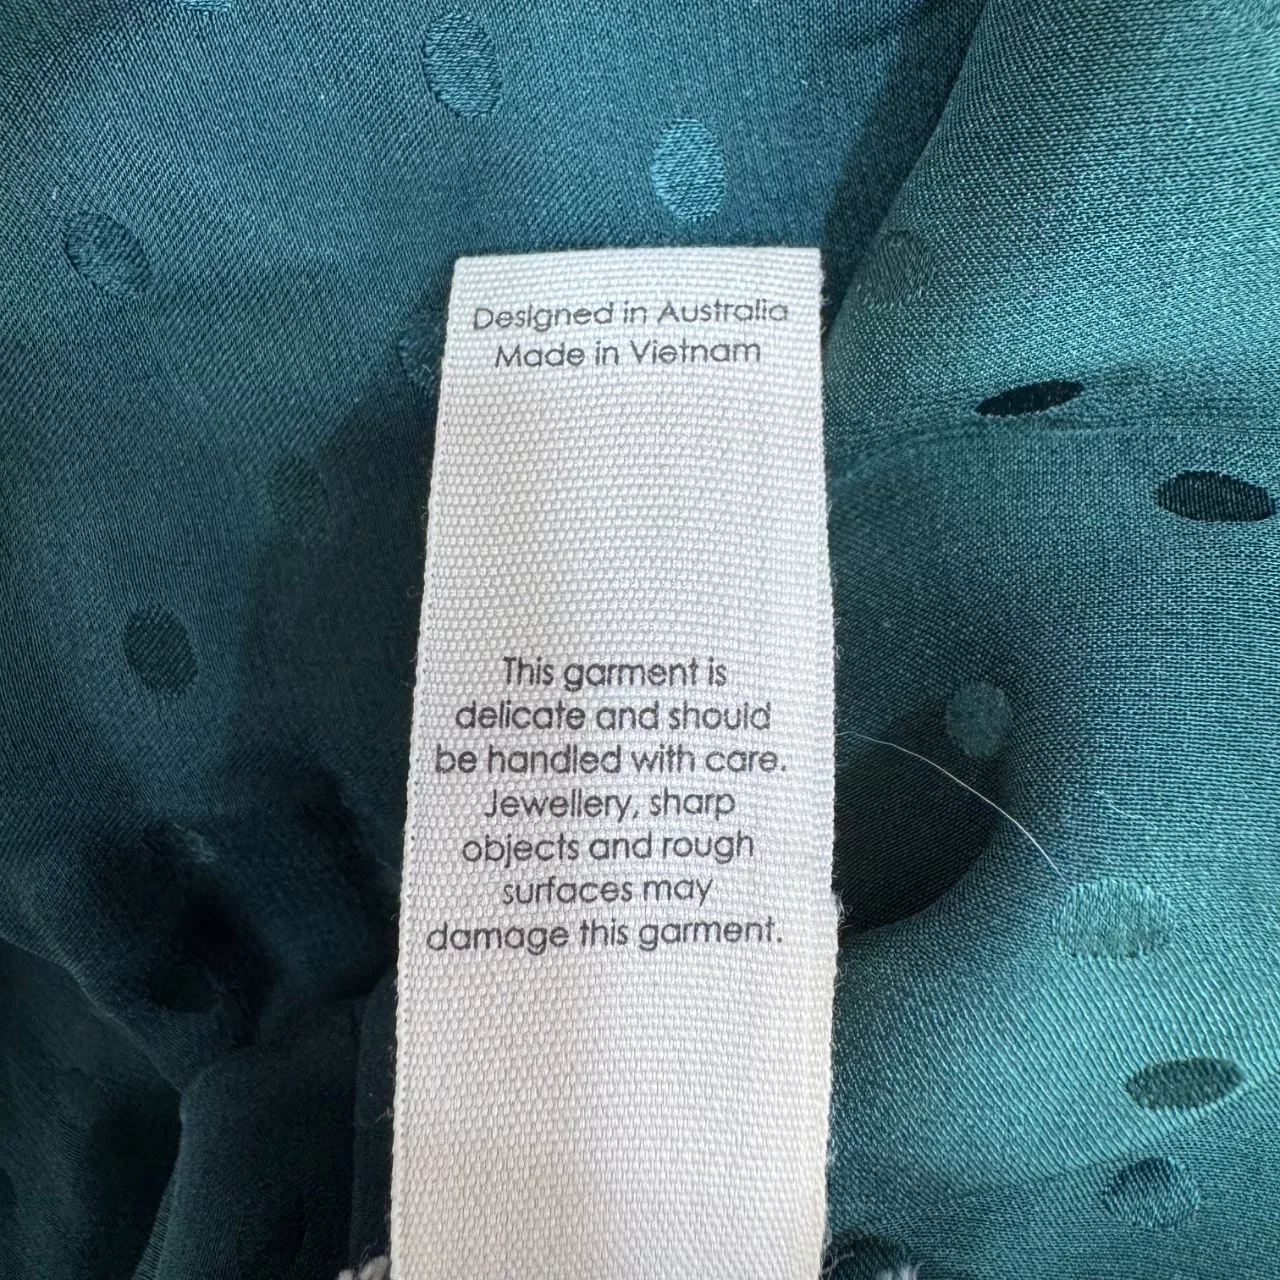 Designed in Australia
Made in Vietnam
This garment is
delicate and should
be handled with care.
Jewellery, sharp
objects and rough
surfaces may
damage this garment.